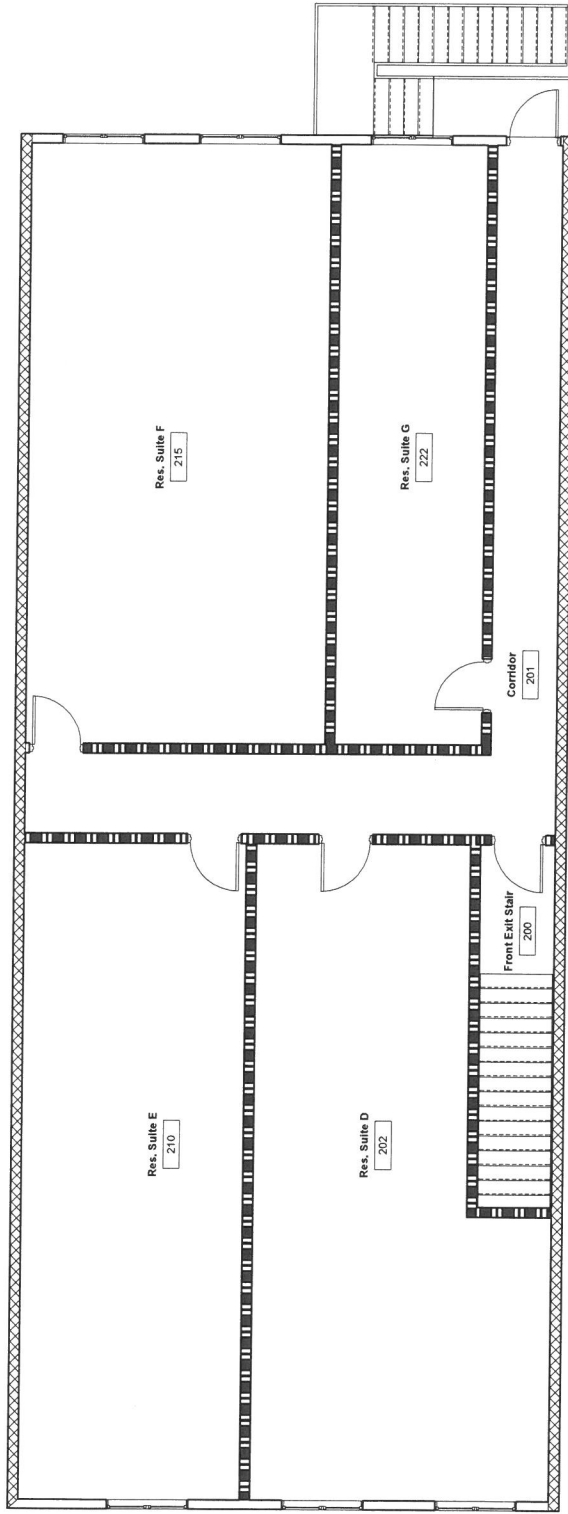 Res. Suite F
215
Res. Suite G
222
Corridor
201
Front Exit Stair
200
Res. Suite E
210
Res. Suite D
202